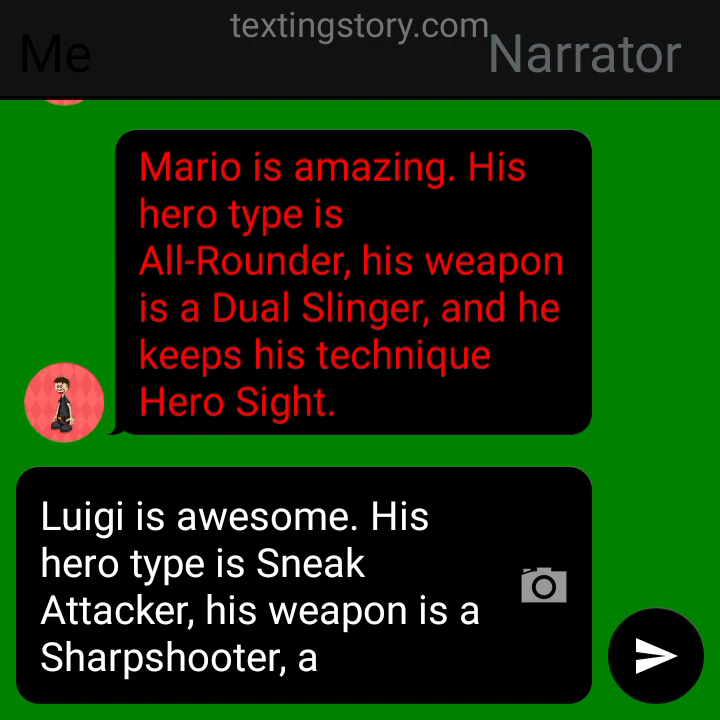 textingstory.com
Me
Narrator
Mario is amazing. His
hero type is
All-Rounder, his weapon
is a Dual Slinger, and he
keeps his technique
Hero Sight.
Luigi is awesome. His
hero type is Sneak
Attacker, his weapon is a
Sharpshooter, a